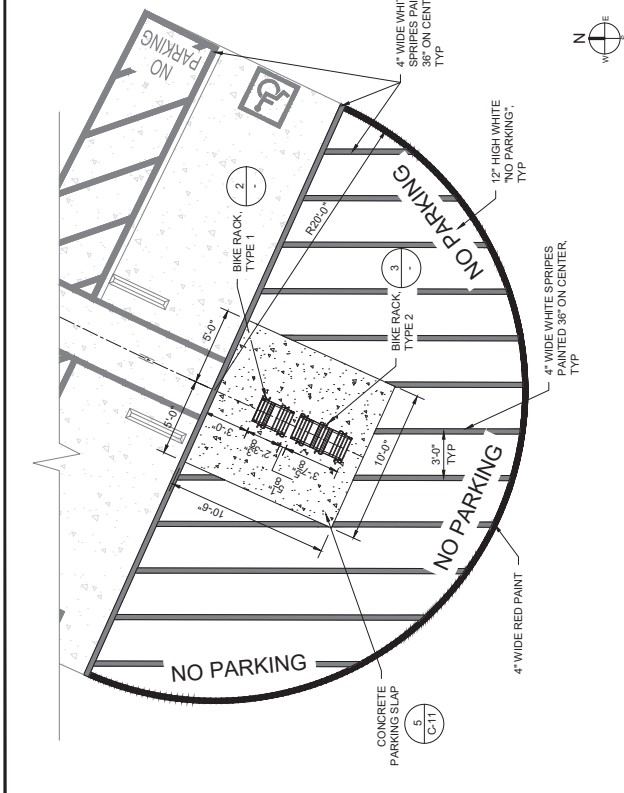 NO
PARKING
4" WIDE WHIT
SPRIPES PAI
36" ON CENT
TYP
BIKE RACK,
TYPE 1
2
-
R20'-0"
12" HIGH WHITE
"NO PARKING",
TYP
NO PARKING
BIKE RACK,
TYPE 2
3
-
4" WIDE WHITE SPRIPES
PAINTED 36" ON CENTER,
TYP
5'-0"
5'-0"
3'-0"
10'-6"
10'-0"
3'-0"
TYP
NO PARKING
4" WIDE RED PAINT
NO PARKING
CONCRETE
PARKING SLAP
5
C-11
N
E
S
W